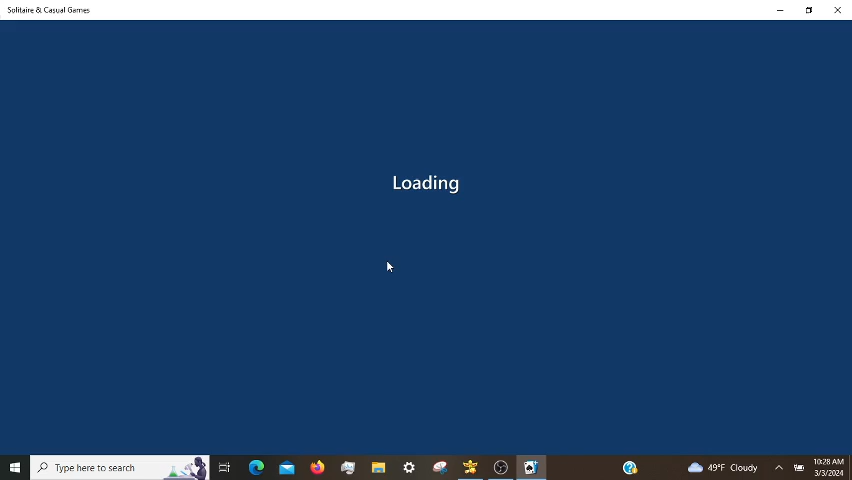 Solitaire & Casual Games
Loading
Type here to search
49°F Cloudy
10:28 AM
3/3/2024